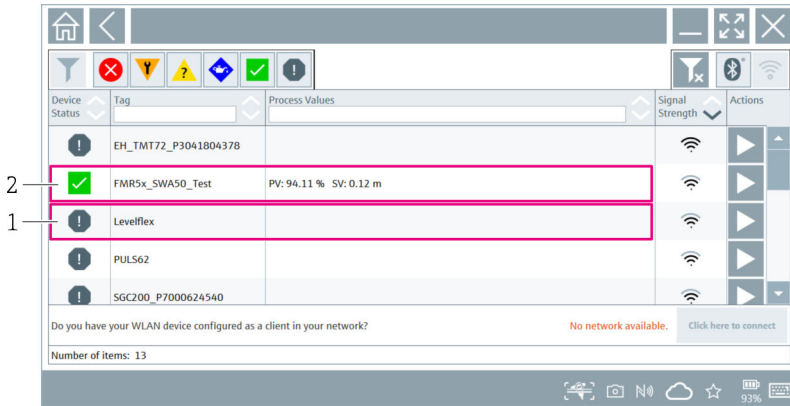 ?
Device Status
Tag
Process Values
Signal Strength
Actions
! EH_TMT72_P3041804378
2 FMR5x_SWA50_Test PV: 94.11 % SV: 0.12 m
1 ! Levelflex
! PULS62
! SGC200_P7000624540
Do you have your WLAN device configured as a client in your network? No network available. Click here to connect
Number of items: 13
93%